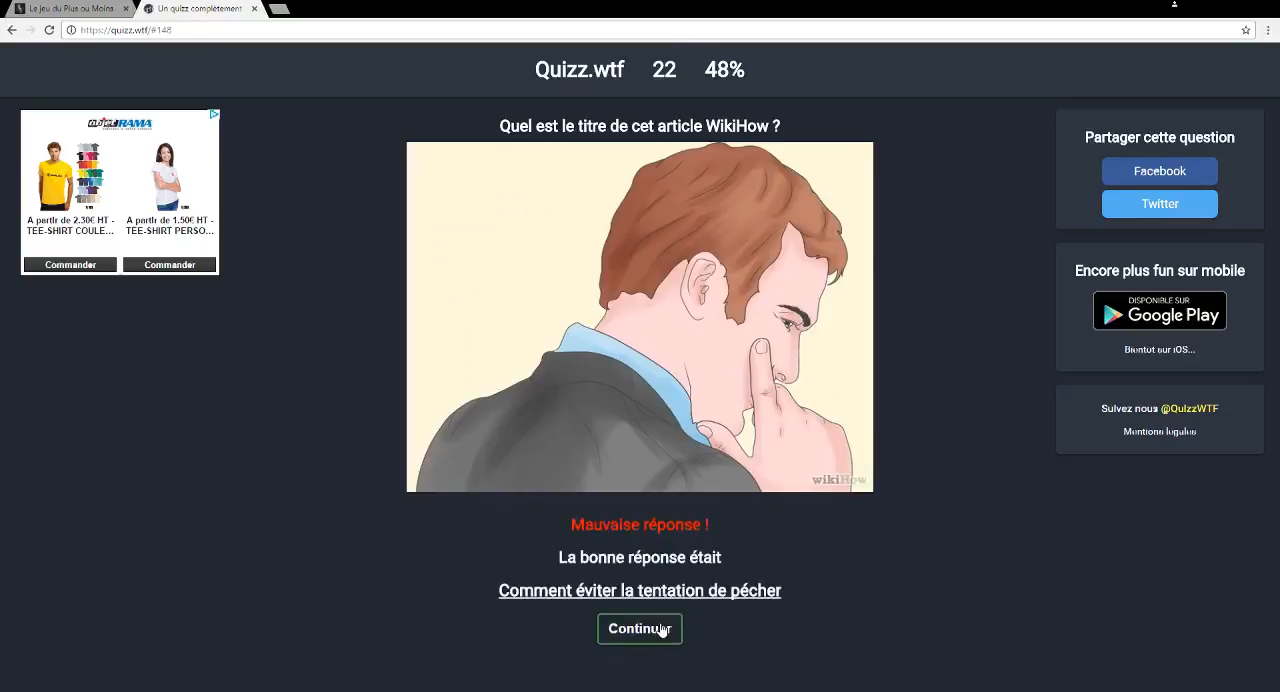 Le jeu du Plus ou Moins
Un quizz complètement
https://quizz.wtf/#148
Quizz.wtf 22 48%
RAMA
A partir de 2.30€ HT -
TEE-SHIRT COULE...
Commander
A partir de 1.50€ HT -
TEE-SHIRT PERSO...
Commander
Quel est le titre de cet article WikiHow ?
wikiHow
Mauvaise réponse !
La bonne réponse était
Comment éviter la tentation de pécher
Continuer
Partager cette question
Facebook
Twitter
Encore plus fun sur mobile
DISPONIBLE SUR
Google Play
Bientôt sur iOS...
Suivez nous @QuizzWTF
Mentions légales